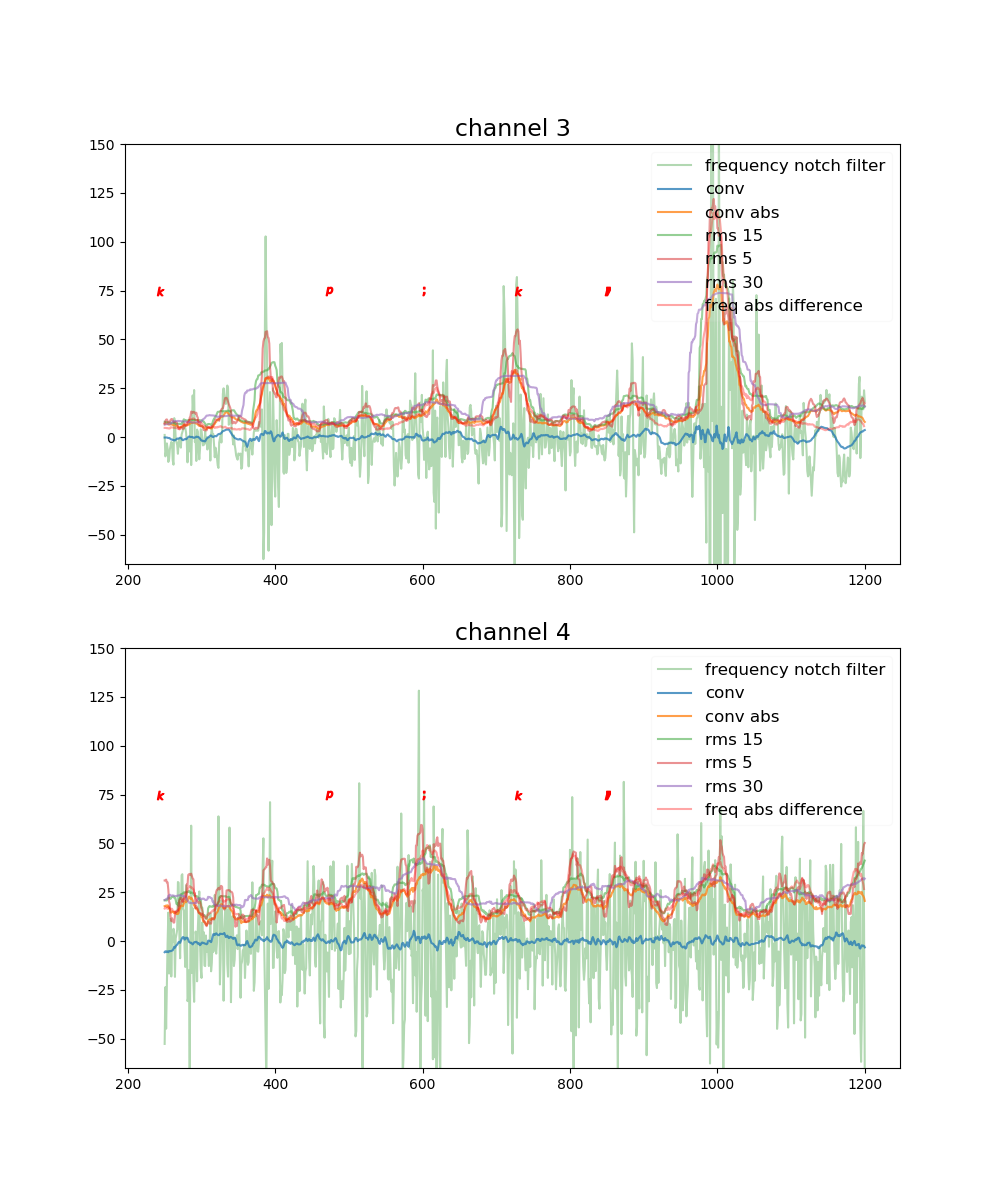 channel 3
150
125
100
75
50
25
0
−25
−50
frequency notch filter
conv
conv abs
rms 15
rms 5
rms 30
freq abs difference
k p ; k
200 400 600 800 1000 1200
channel 4
150
125
100
75
50
25
0
−25
−50
frequency notch filter
conv
conv abs
rms 15
rms 5
rms 30
freq abs difference
k p ; k
200 400 600 800 1000 1200